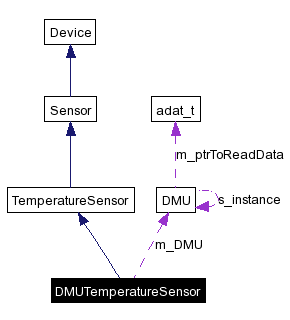 Device
Sensor
adat_t
m_ptrToReadData
TemperatureSensor
DMU
s_instance
m_DMU
DMUTemperatureSensor